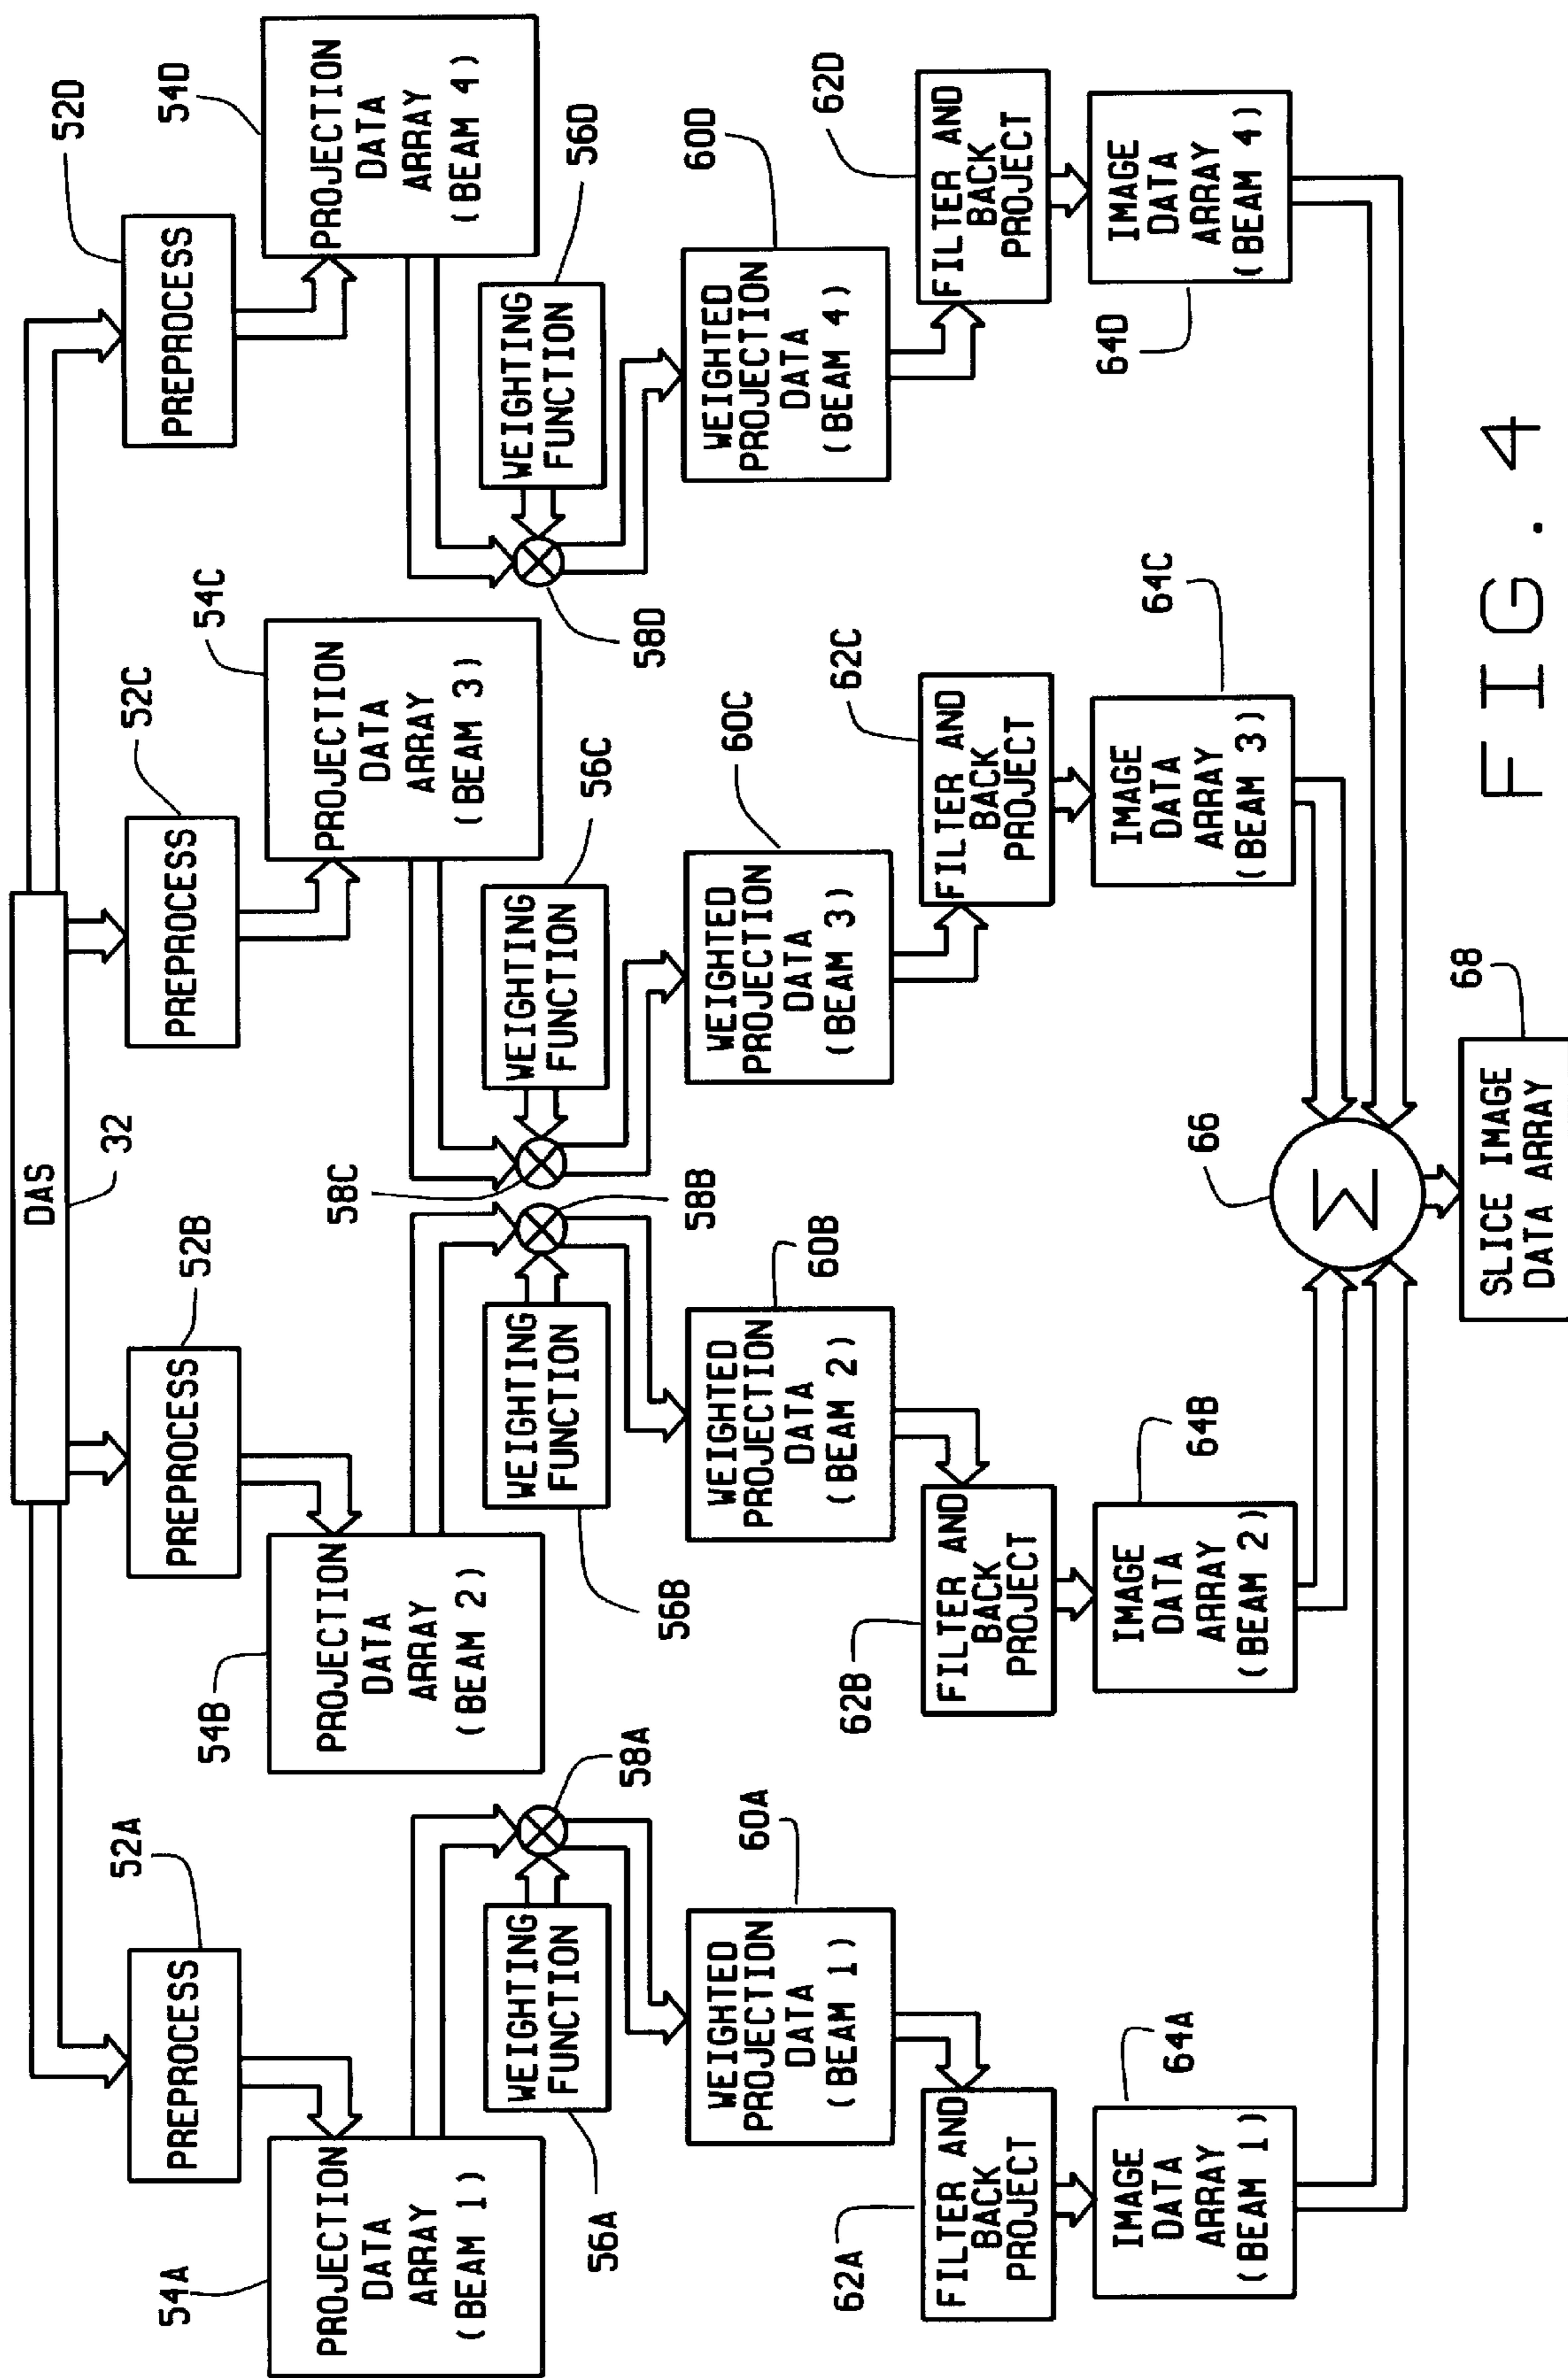 DAS
32
52A
52B
52C
52D
PREPROCESS
PREPROCESS
PREPROCESS
PREPROCESS
54A
54B
54C
54D
PROJECTION
DATA
ARRAY
(BEAM 1)
PROJECTION
DATA
ARRAY
(BEAM 2)
PROJECTION
DATA
ARRAY
(BEAM 3)
PROJECTION
DATA
ARRAY
(BEAM 4)
56A
WEIGHTING
FUNCTION
58A
56B
WEIGHTING
FUNCTION
58B
58C
WEIGHTING
FUNCTION
56C
58D
WEIGHTING
FUNCTION
56D
60A
60B
60C
60D
WEIGHTED
PROJECTION
DATA
(BEAM 1)
WEIGHTED
PROJECTION
DATA
(BEAM 2)
WEIGHTED
PROJECTION
DATA
(BEAM 3)
WEIGHTED
PROJECTION
DATA
(BEAM 4)
62A
FILTER AND
BACK
PROJECT
62B
FILTER AND
BACK
PROJECT
62C
FILTER AND
BACK
PROJECT
62D
FILTER AND
BACK
PROJECT
64A
IMAGE
DATA
ARRAY
(BEAM 1)
64B
IMAGE
DATA
ARRAY
(BEAM 2)
64C
IMAGE
DATA
ARRAY
(BEAM 3)
64D
IMAGE
DATA
ARRAY
(BEAM 4)
66
Σ
68
SLICE IMAGE
DATA ARRAY
FIG. 4